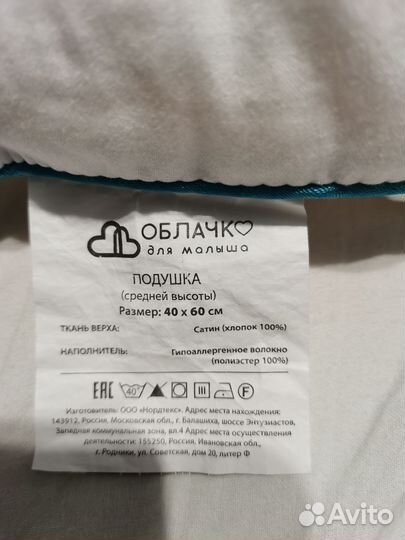 ОБЛАЧКО
для малыша
ПОДУШКА
(средней высоты)
Размер: 40 x 60 см
ТКАНЬ ВЕРХА: Сатин (хлопок 100%)
НАПОЛНИТЕЛЬ: Гипоаллергенное волокно
(полиэстер 100%)
EAC 40 F
Изготовитель: ООО «Нордтекс». Адрес места нахождения:
143912, Россия, Московская обл., г. Балашиха, шоссе Энтузиастов,
Западная коммунальная зона, вл.4 Адрес места осуществления
деятельности: 155250, Россия, Ивановская обл.,
г. Родники, ул. Советская, дом 20, литер Ф
Avito